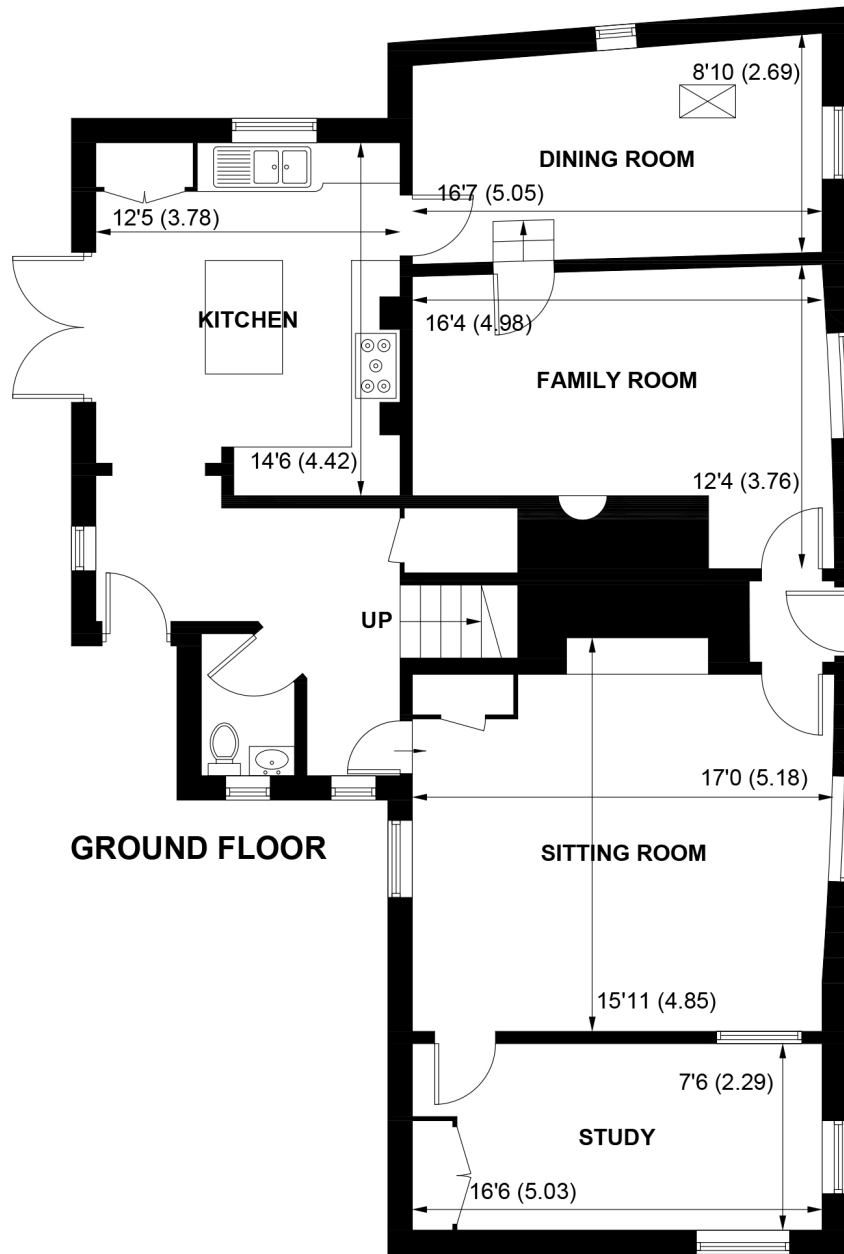 8'10 (2.69)
DINING ROOM
16'7 (5.05)
12'5 (3.78)
KITCHEN
16'4 (4.98)
FAMILY ROOM
14'6 (4.42)
12'4 (3.76)
UP
17'0 (5.18)
GROUND FLOOR
SITTING ROOM
15'11 (4.85)
7'6 (2.29)
STUDY
16'6 (5.03)